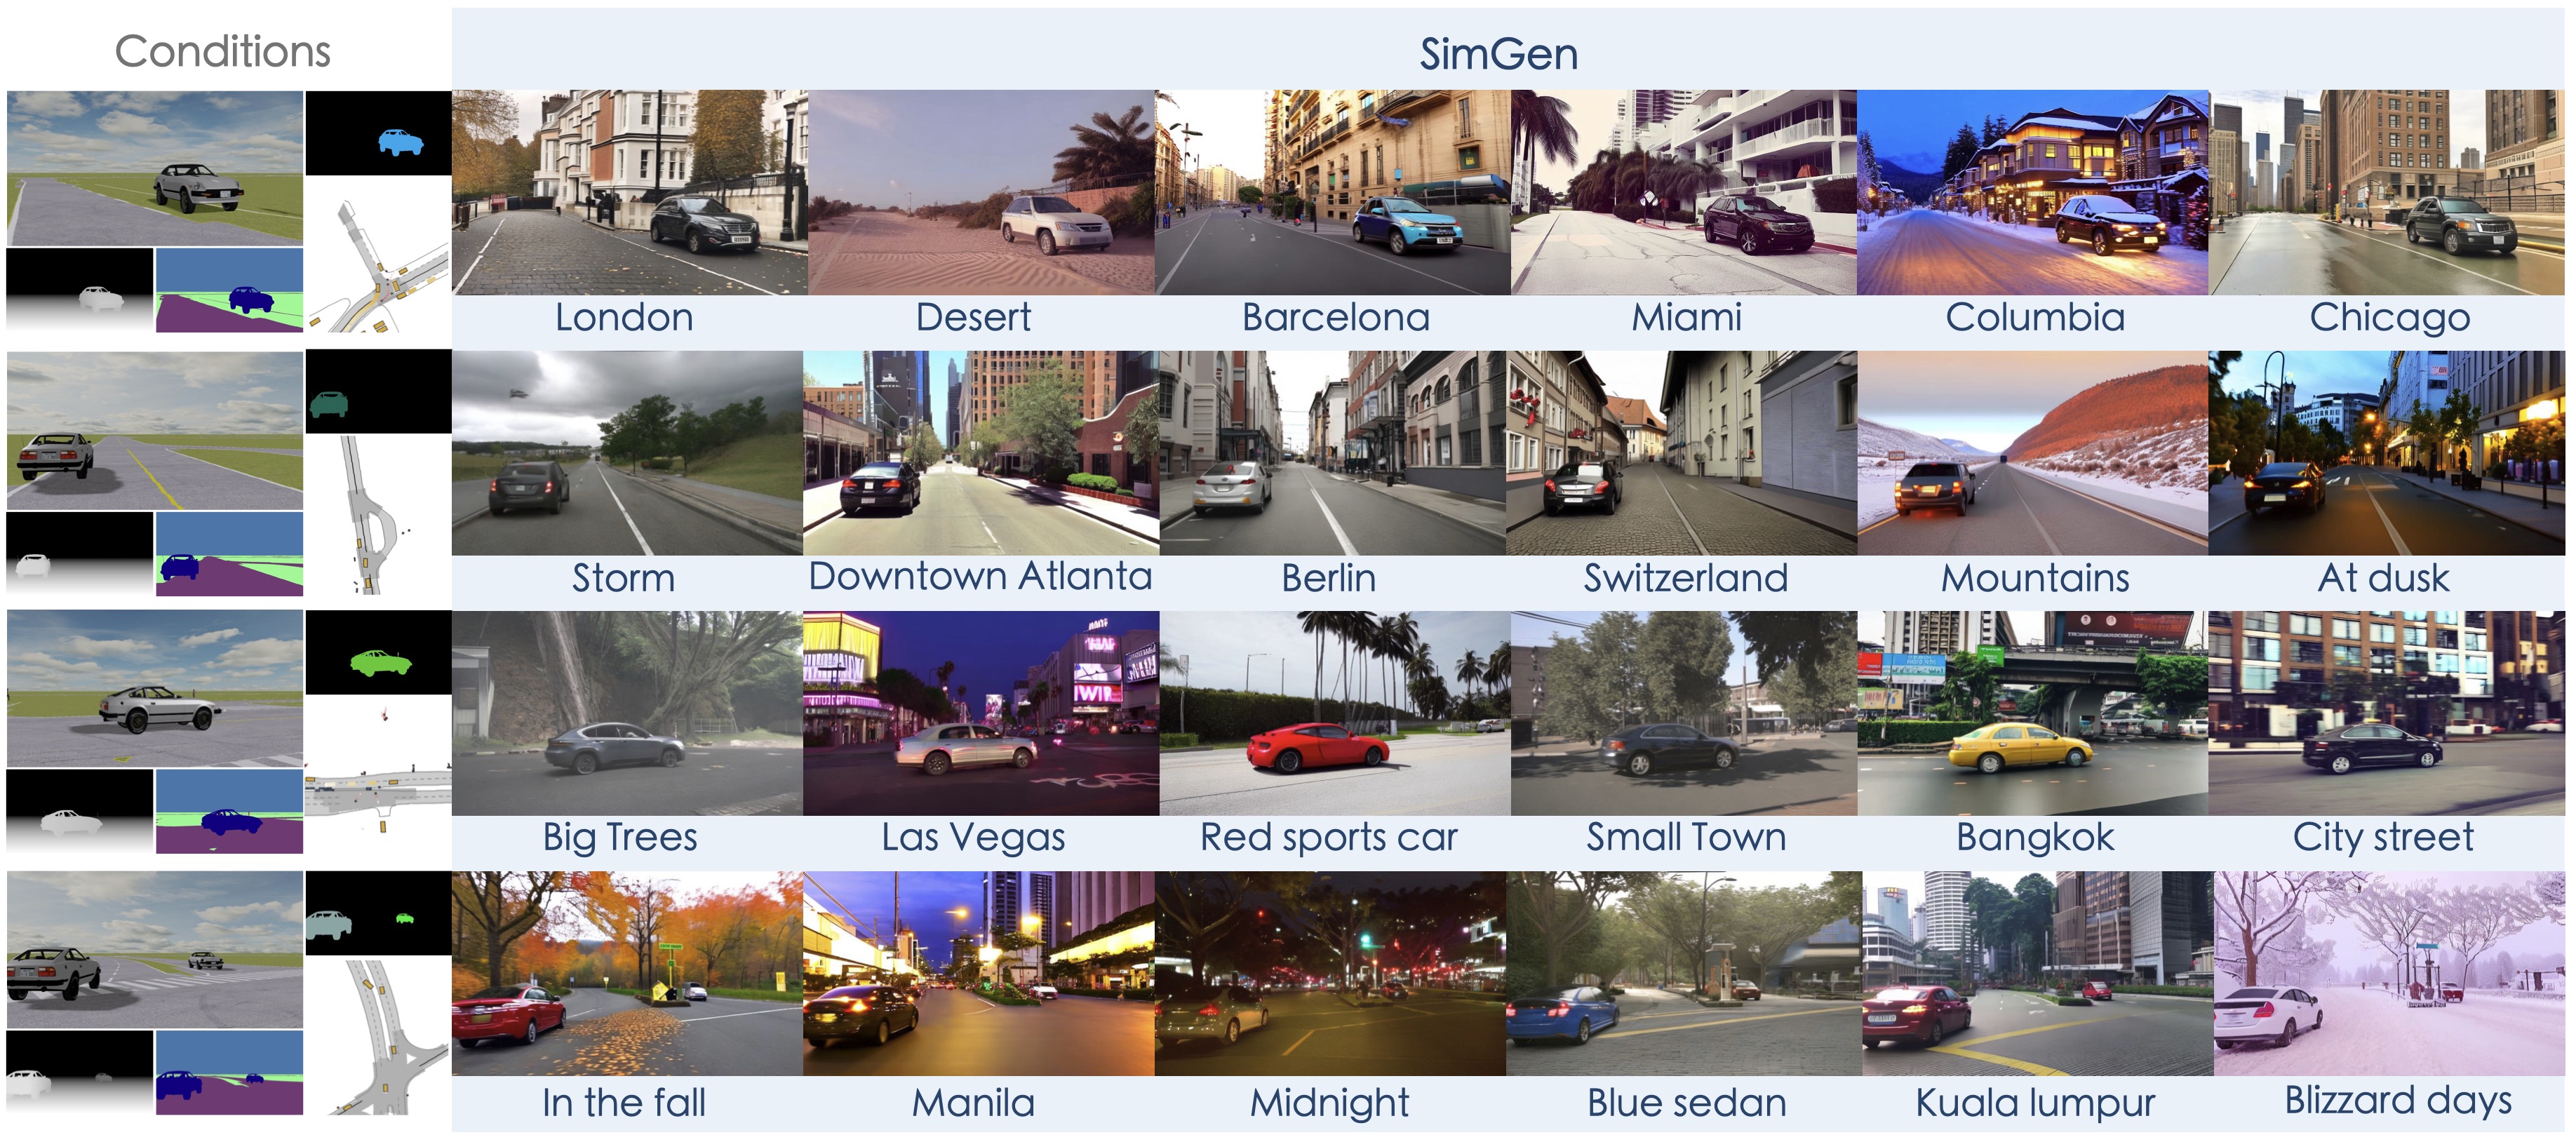 Conditions
SimGen
London Desert Barcelona Miami Columbia Chicago
Storm Downtown Atlanta Berlin Switzerland Mountains At dusk
Big Trees Las Vegas Red sports car Small Town Bangkok City street
In the fall Manila Midnight Blue sedan Kuala lumpur Blizzard days